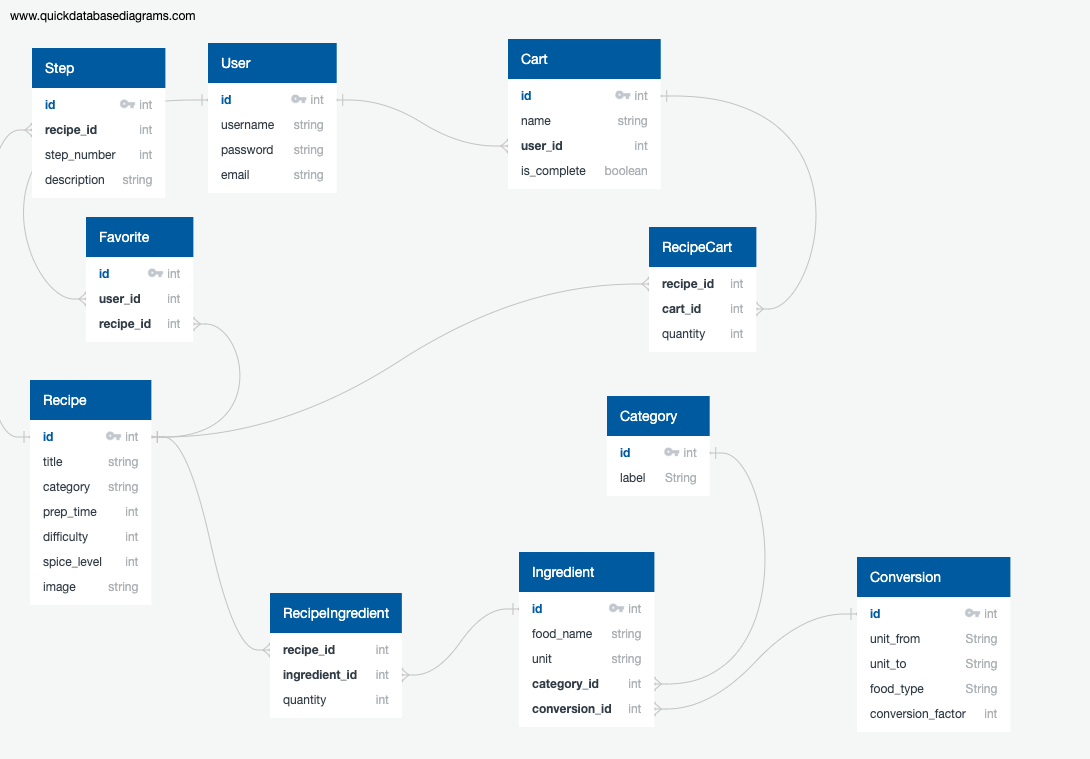 www.quickdatabasediagrams.com
Step
id int
recipe_id int
step_number int
description string
User
id int
username string
password string
email string
Cart
id int
name string
user_id int
is_complete boolean
Favorite
id int
user_id int
recipe_id int
RecipeCart
recipe_id int
cart_id int
quantity int
Recipe
id int
title string
category string
prep_time int
difficulty int
spice_level int
image string
Category
id int
label String
RecipeIngredient
recipe_id int
ingredient_id int
quantity int
Ingredient
id int
food_name string
unit string
category_id int
conversion_id int
Conversion
id int
unit_from String
unit_to String
food_type String
conversion_factor int